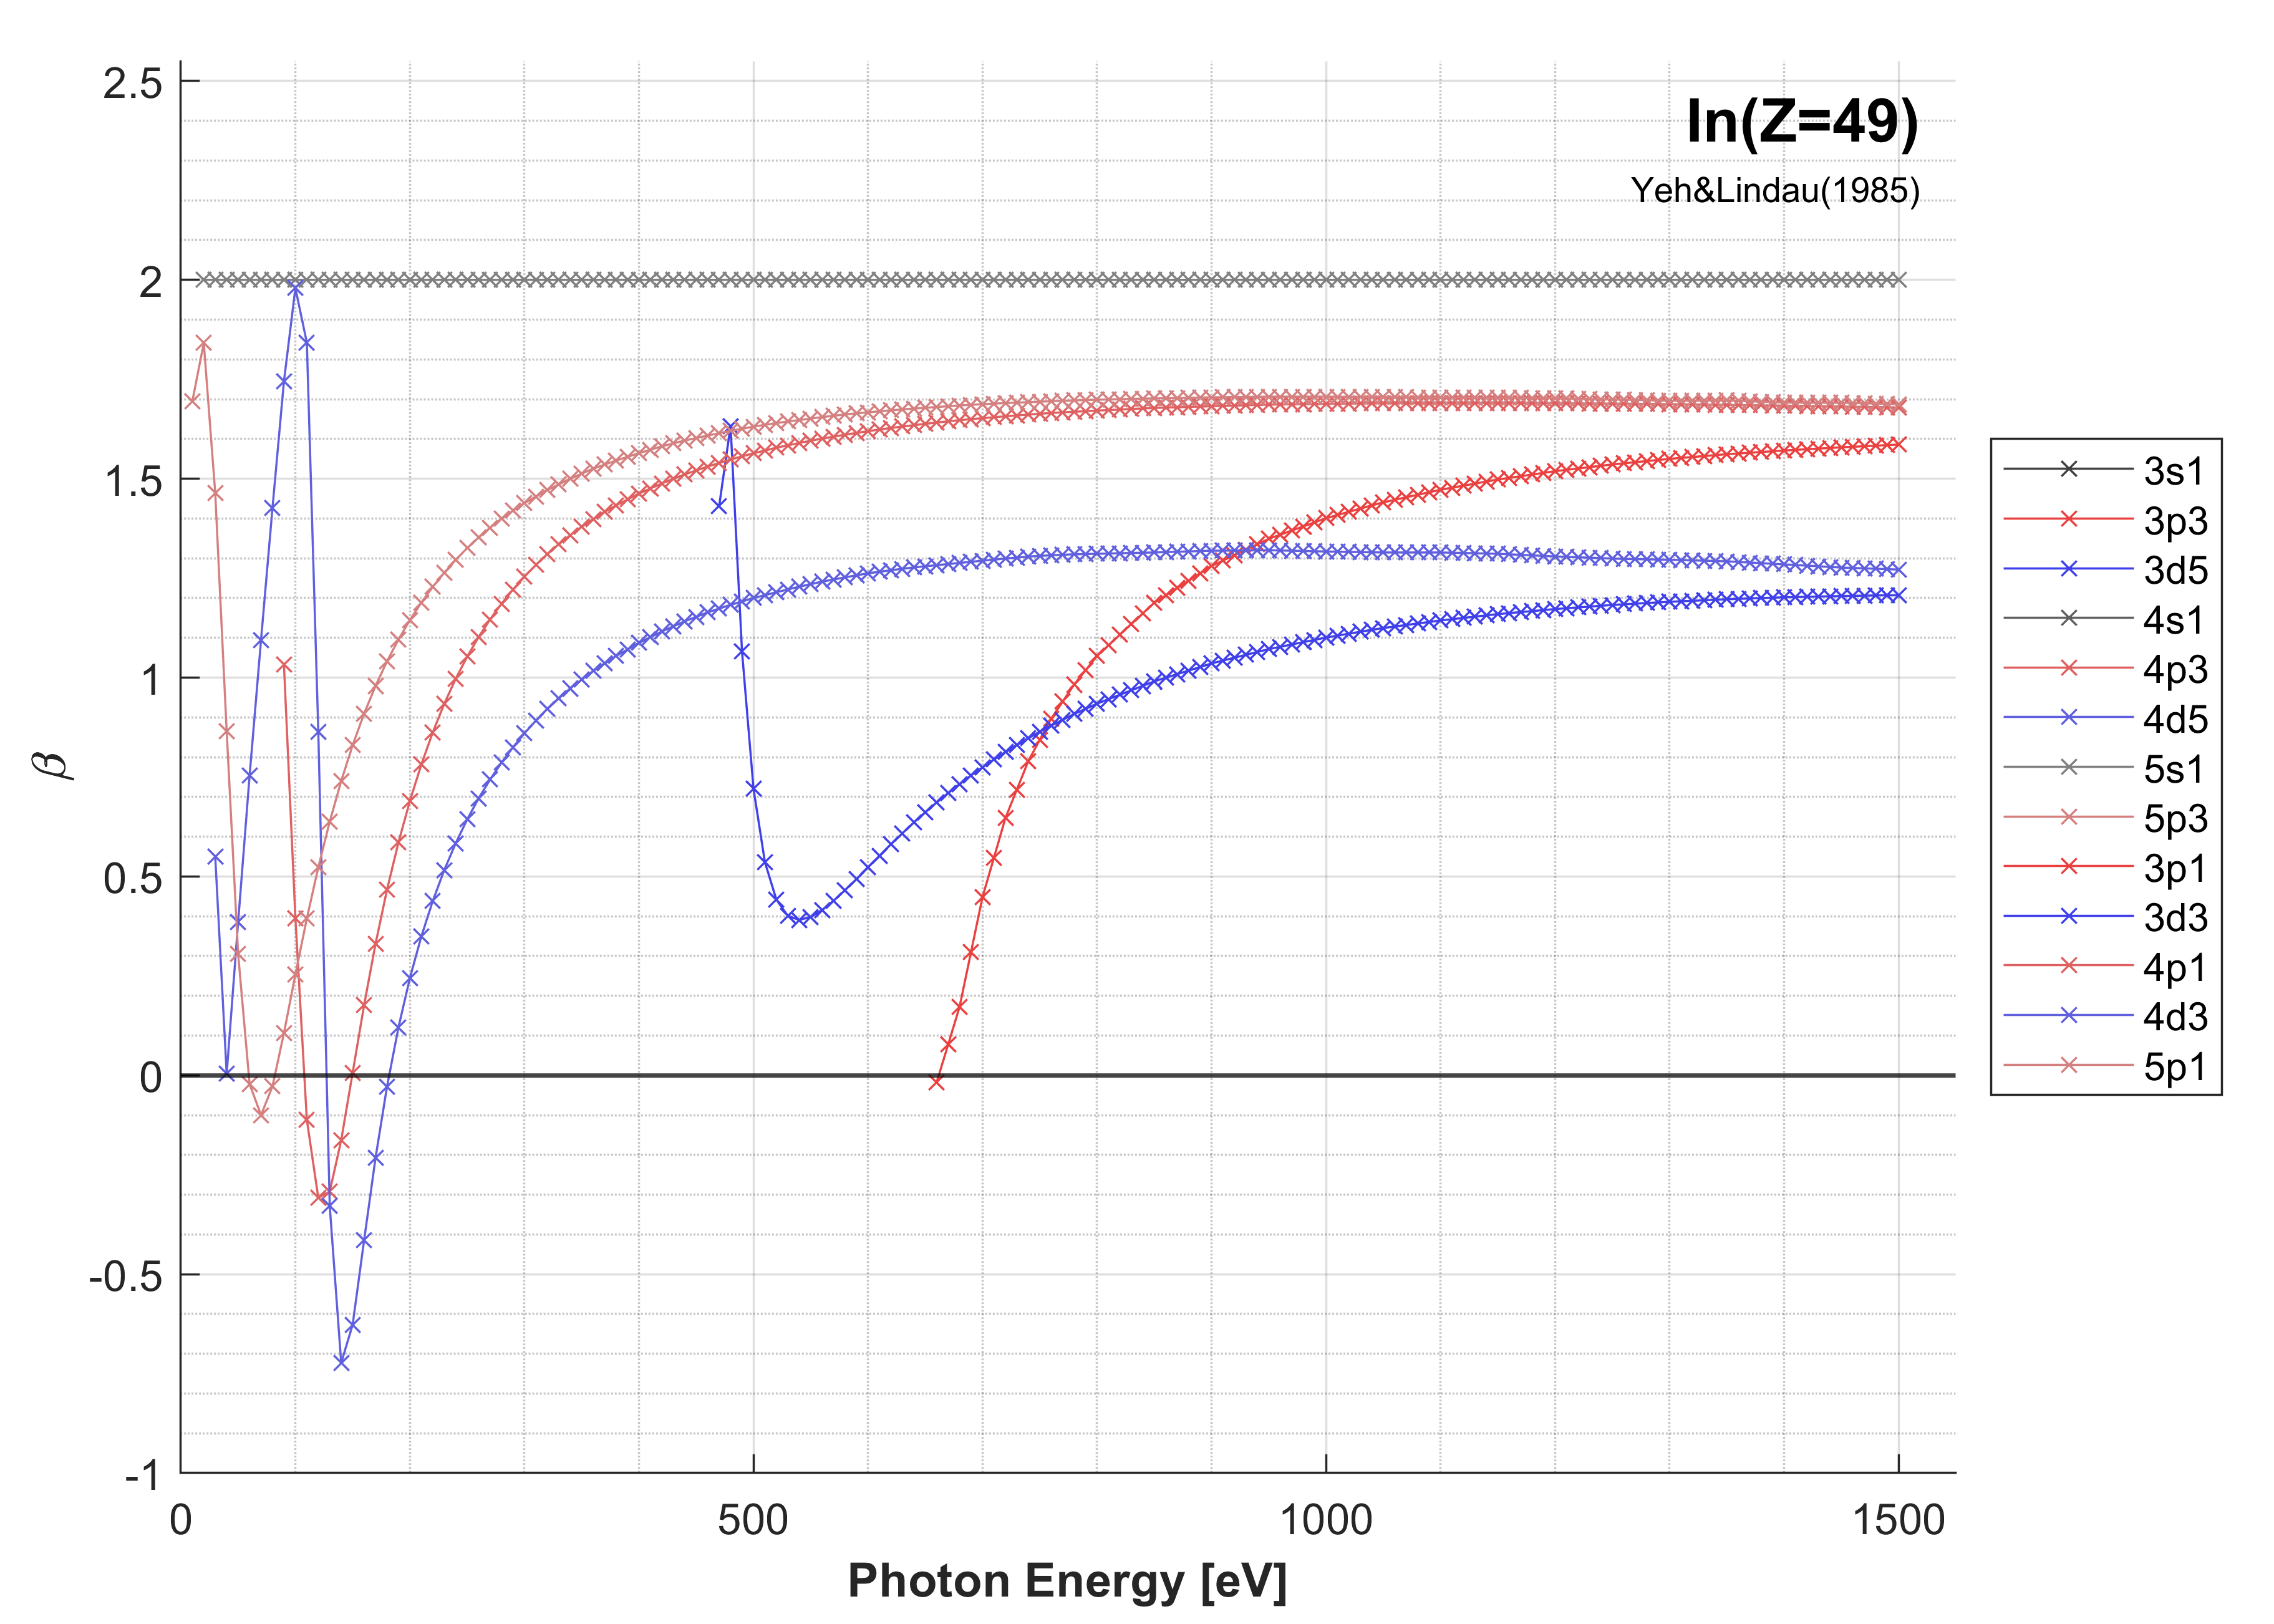 In(Z=49)
Yeh&Lindau(1985)
2.5
2
1.5
1
0.5
0
-0.5
-1
β
0 500 1000 1500
Photon Energy [eV]
3s1
3p3
3d5
4s1
4p3
4d5
5s1
5p3
3p1
3d3
4p1
4d3
5p1